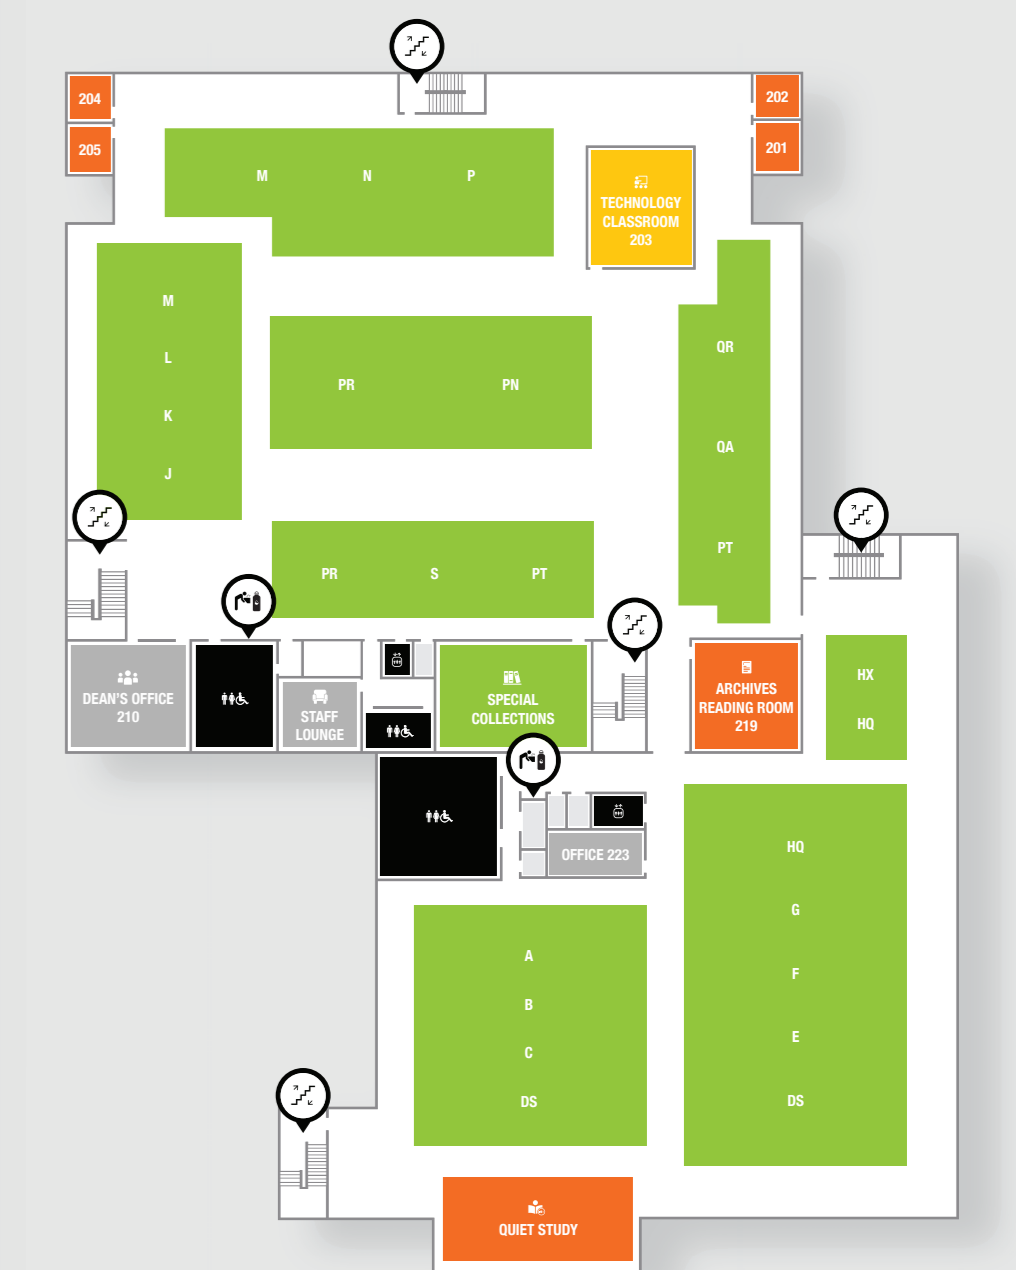 204
202
205
201
M N P
TECHNOLOGY
CLASSROOM
203
M
L
K
J
PR PN
QR
QA
PT
PR S PT
DEAN'S OFFICE
210
STAFF
LOUNGE
SPECIAL
COLLECTIONS
ARCHIVES
READING ROOM
219
HX
HQ
OFFICE 223
A
B
C
DS
HQ
G
F
E
DS
QUIET STUDY